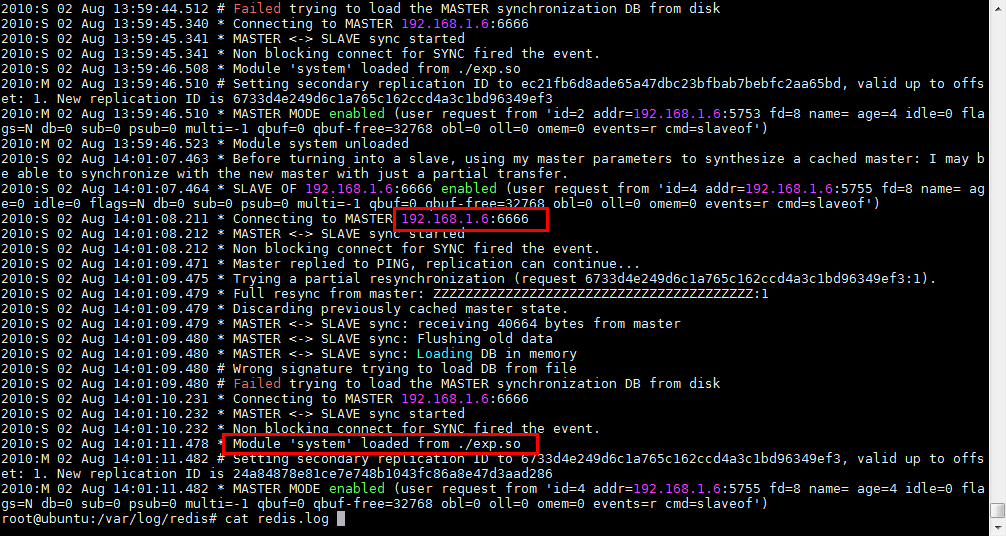 2010:S 02 Aug 13:59:44.512 # Failed trying to load the MASTER synchronization DB from disk
2010:S 02 Aug 13:59:45.340 * Connecting to MASTER 192.168.1.6:6666
2010:S 02 Aug 13:59:45.341 * MASTER <-> SLAVE sync started
2010:S 02 Aug 13:59:45.341 * Non blocking connect for SYNC fired the event.
2010:S 02 Aug 13:59:46.508 * Module 'system' loaded from ./exp.so
2010:M 02 Aug 13:59:46.510 # Setting secondary replication ID to ec21fb6d8ade65a47dbc23bfbab7bebfc2aa65bd, valid up to offs
et: 1. New replication ID is 6733d4e249d6c1a765c162ccd4a3c1bd96349ef3
2010:M 02 Aug 13:59:46.510 * MASTER MODE enabled (user request from 'id=2 addr=192.168.1.6:5753 fd=8 name= age=4 idle=0 fla
gs=N db=0 sub=0 psub=0 multi=-1 qbuf=0 qbuf-free=32768 obl=0 oll=0 omem=0 events=r cmd=slaveof')
2010:M 02 Aug 13:59:46.523 * Module system unloaded
2010:S 02 Aug 14:01:07.463 * Before turning into a slave, using my master parameters to synthesize a cached master: I may b
e able to synchronize with the new master with just a partial transfer.
2010:S 02 Aug 14:01:07.464 * SLAVE OF 192.168.1.6:6666 enabled (user request from 'id=4 addr=192.168.1.6:5755 fd=8 name= ag
e=0 idle=0 flags=N db=0 sub=0 psub=0 multi=-1 qbuf=0 qbuf-free=32768 obl=0 oll=0 omem=0 events=r cmd=slaveof')
2010:S 02 Aug 14:01:08.211 * Connecting to MASTER 192.168.1.6:6666
2010:S 02 Aug 14:01:08.212 * MASTER <-> SLAVE sync started
2010:S 02 Aug 14:01:08.212 * Non blocking connect for SYNC fired the event.
2010:S 02 Aug 14:01:09.471 * Master replied to PING, replication can continue...
2010:S 02 Aug 14:01:09.475 * Trying a partial resynchronization (request 6733d4e249d6c1a765c162ccd4a3c1bd96349ef3:1).
2010:S 02 Aug 14:01:09.479 * Full resync from master: ZZZZZZZZZZZZZZZZZZZZZZZZZZZZZZZZZZZZZZZZ:1
2010:S 02 Aug 14:01:09.479 * Discarding previously cached master state.
2010:S 02 Aug 14:01:09.479 * MASTER <-> SLAVE sync: receiving 40664 bytes from master
2010:S 02 Aug 14:01:09.480 * MASTER <-> SLAVE sync: Flushing old data
2010:S 02 Aug 14:01:09.480 * MASTER <-> SLAVE sync: Loading DB in memory
2010:S 02 Aug 14:01:09.480 # Wrong signature trying to load DB from file
2010:S 02 Aug 14:01:09.480 # Failed trying to load the MASTER synchronization DB from disk
2010:S 02 Aug 14:01:10.231 * Connecting to MASTER 192.168.1.6:6666
2010:S 02 Aug 14:01:10.232 * MASTER <-> SLAVE sync started
2010:S 02 Aug 14:01:10.232 * Non blocking connect for SYNC fired the event.
2010:S 02 Aug 14:01:11.478 * Module 'system' loaded from ./exp.so
2010:M 02 Aug 14:01:11.482 # Setting secondary replication ID to 6733d4e249d6c1a765c162ccd4a3c1bd96349ef3, valid up to offs
et: 1. New replication ID is 24a84878e81ce7e748b1043fc86a8e47d3aad286
2010:M 02 Aug 14:01:11.482 * MASTER MODE enabled (user request from 'id=4 addr=192.168.1.6:5755 fd=8 name= age=4 idle=0 fla
gs=N db=0 sub=0 psub=0 multi=-1 qbuf=0 qbuf-free=32768 obl=0 oll=0 omem=0 events=r cmd=slaveof')
root@ubuntu:/var/log/redis# cat redis.log